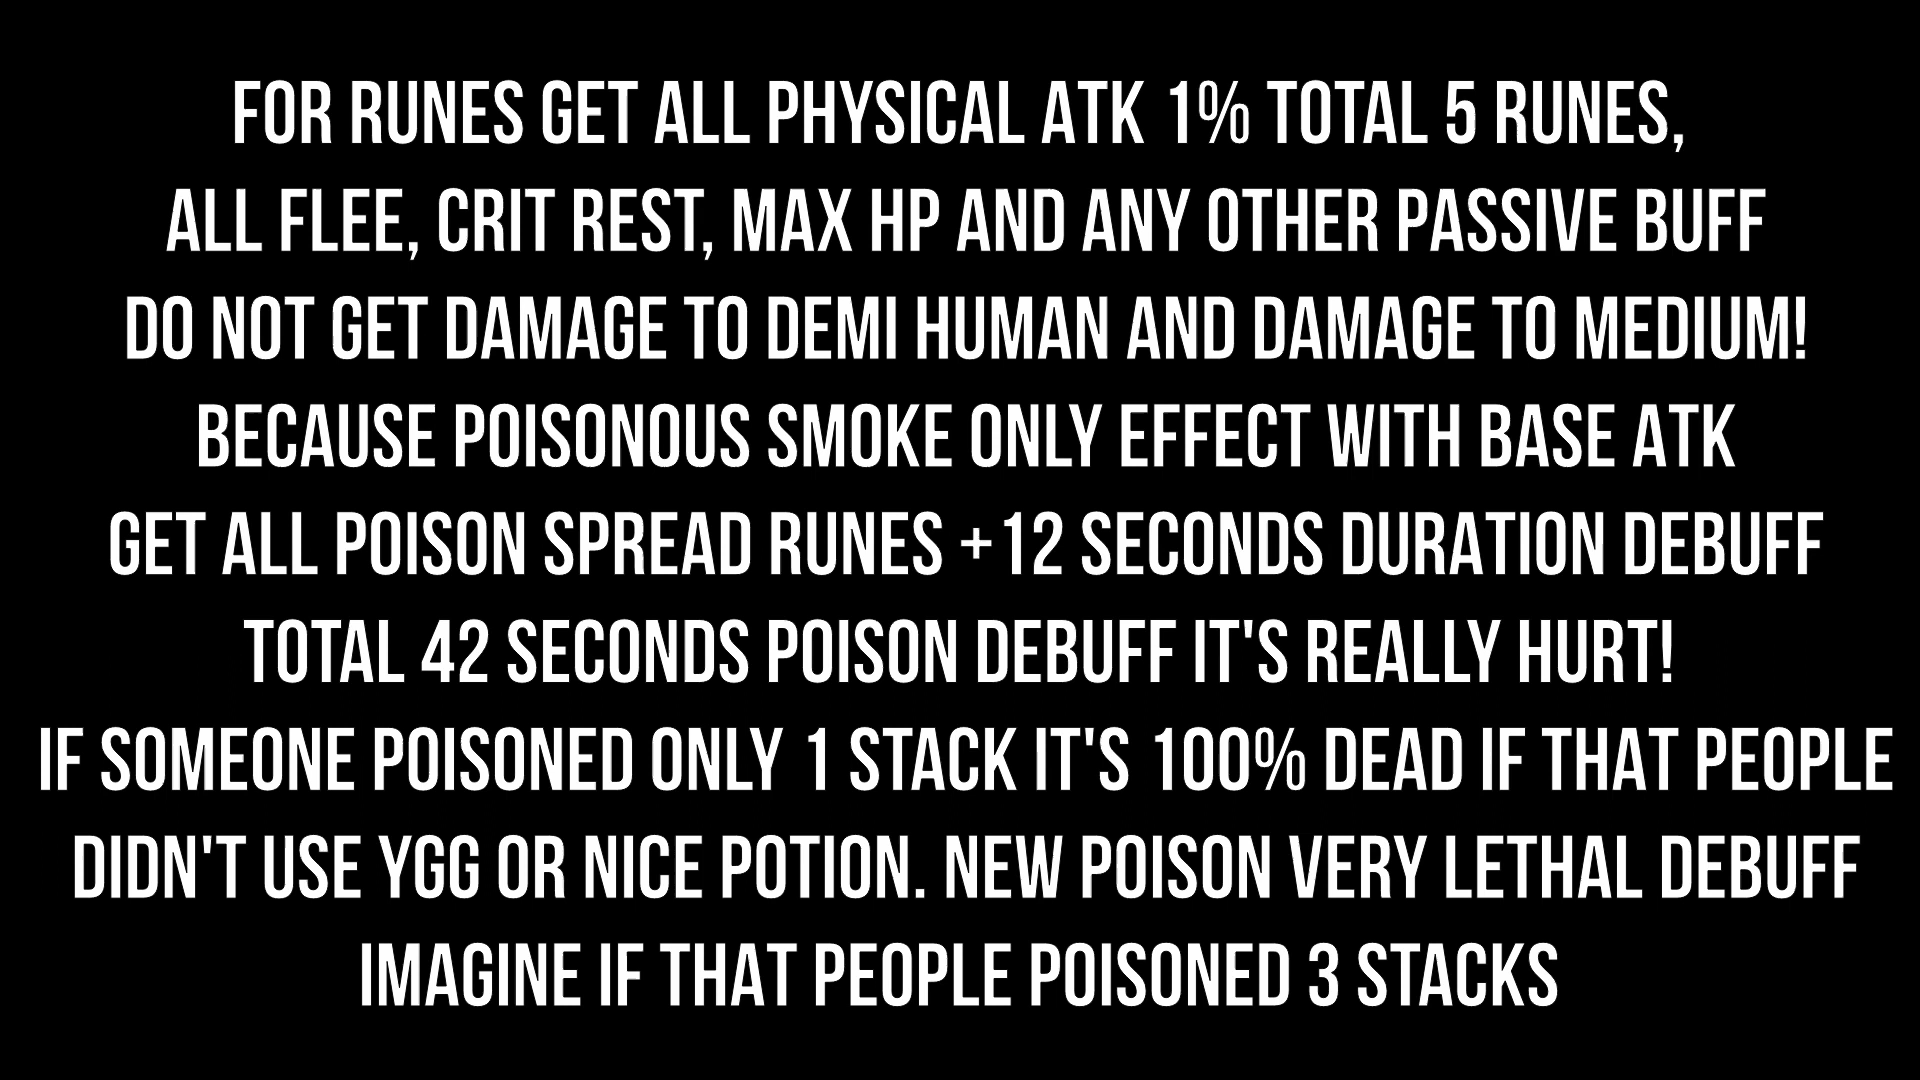 FOR RUNES GET ALL PHYSICAL ATK 1% TOTAL 5 RUNES,
ALL FLEE, CRIT REST, MAX HP AND ANY OTHER PASSIVE BUFF
DO NOT GET DAMAGE TO DEMI HUMAN AND DAMAGE TO MEDIUM!
BECAUSE POISONOUS SMOKE ONLY EFFECT WITH BASE ATK
GET ALL POISON SPREAD RUNES +12 SECONDS DURATION DEBUFF
TOTAL 42 SECONDS POISON DEBUFF IT'S REALLY HURT!
IF SOMEONE POISONED ONLY 1 STACK IT'S 100% DEAD IF THAT PEOPLE
DIDN'T USE YGG OR NICE POTION. NEW POISON VERY LETHAL DEBUFF
IMAGINE IF THAT PEOPLE POISONED 3 STACKS